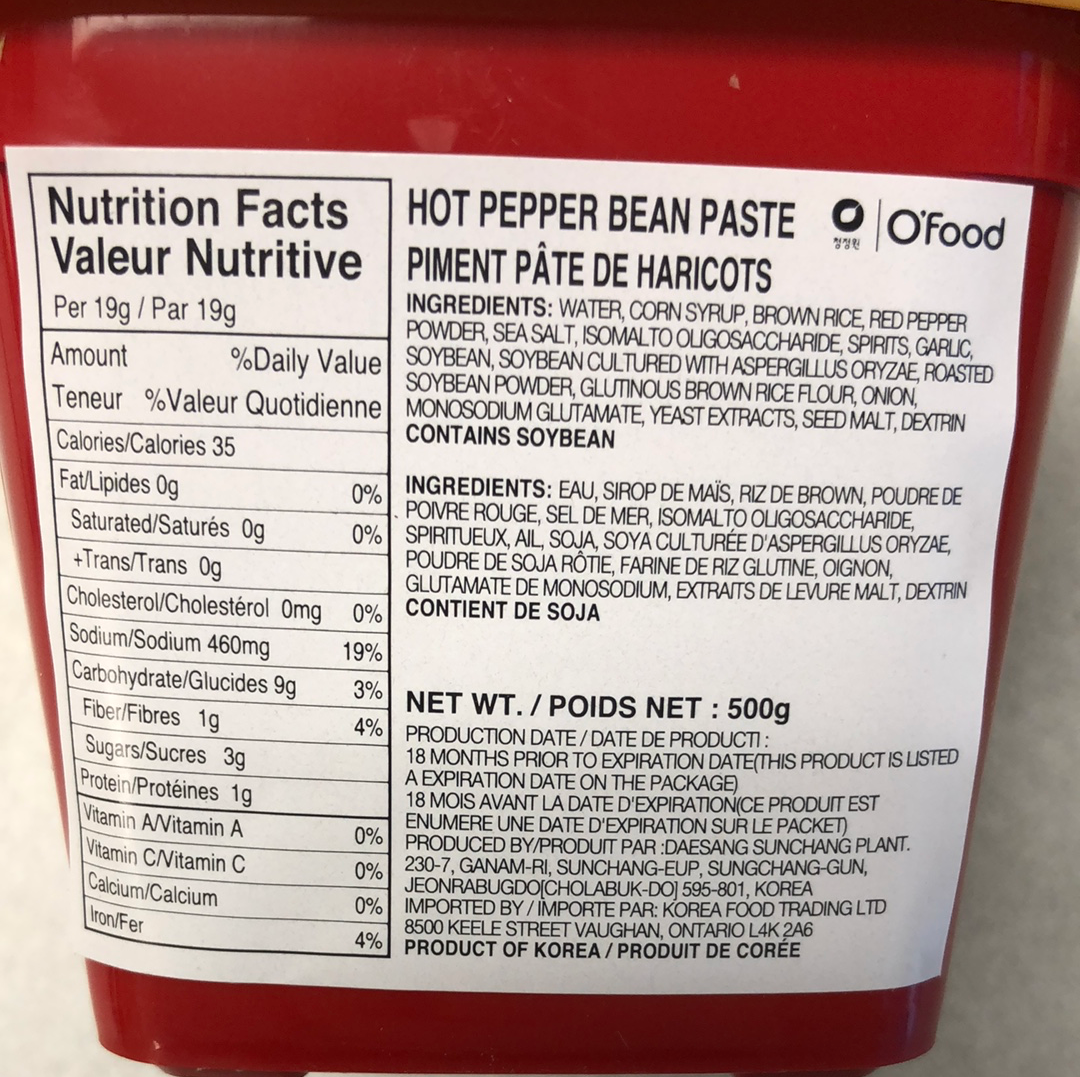 Nutrition Facts
Valeur Nutritive
Per 19g / Par 19g
Amount %Daily Value
Teneur %Valeur Quotidienne
Calories/Calories 35
Fat/Lipides 0g 0%
Saturated/Saturés 0g 0%
+Trans/Trans 0g
Cholesterol/Cholestérol 0mg 0%
Sodium/Sodium 460mg 19%
Carbohydrate/Glucides 9g 3%
Fiber/Fibres 1g 4%
Sugars/Sucres 3g
Protein/Protéines 1g
Vitamin A/Vitamin A 0%
Vitamin C/Vitamin C 0%
Calcium/Calcium 0%
Iron/Fer 4%
HOT PEPPER BEAN PASTE
청정원
O'Food
PIMENT PÂTE DE HARICOTS
INGREDIENTS: WATER, CORN SYRUP, BROWN RICE, RED PEPPER
POWDER, SEA SALT, ISOMALTO OLIGOSACCHARIDE, SPIRITS, GARLIC,
SOYBEAN, SOYBEAN CULTURED WITH ASPERGILLUS ORYZAE, ROASTED
SOYBEAN POWDER, GLUTINOUS BROWN RICE FLOUR, ONION,
MONOSODIUM GLUTAMATE, YEAST EXTRACTS, SEED MALT, DEXTRIN
CONTAINS SOYBEAN
INGREDIENTS: EAU, SIROP DE MAÏS, RIZ DE BROWN, POUDRE DE
POIVRE ROUGE, SEL DE MER, ISOMALTO OLIGOSACCHARIDE,
SPIRITUEUX, AIL, SOJA, SOYA CULTURÉE D'ASPERGILLUS ORYZAE,
POUDRE DE SOJA RÔTIE, FARINE DE RIZ GLUTINE, OIGNON,
GLUTAMATE DE MONOSODIUM, EXTRAITS DE LEVURE MALT, DEXTRIN
CONTIENT DE SOJA
NET WT. / POIDS NET : 500g
PRODUCTION DATE / DATE DE PRODUCTI :
18 MONTHS PRIOR TO EXPIRATION DATE(THIS PRODUCT IS LISTED
A EXPIRATION DATE ON THE PACKAGE)
18 MOIS AVANT LA DATE D'EXPIRATION(CE PRODUIT EST
ENUMERE UNE DATE D'EXPIRATION SUR LE PACKET)
PRODUCED BY/PRODUIT PAR :DAESANG SUNCHANG PLANT.
230-7, GANAM-RI, SUNCHANG-EUP, SUNGCHANG-GUN,
JEONRABUGDO[CHOLABUK-DO] 595-801, KOREA
IMPORTED BY / IMPORTE PAR: KOREA FOOD TRADING LTD
8500 KEELE STREET VAUGHAN, ONTARIO L4K 2A6
PRODUCT OF KOREA / PRODUIT DE CORÉE